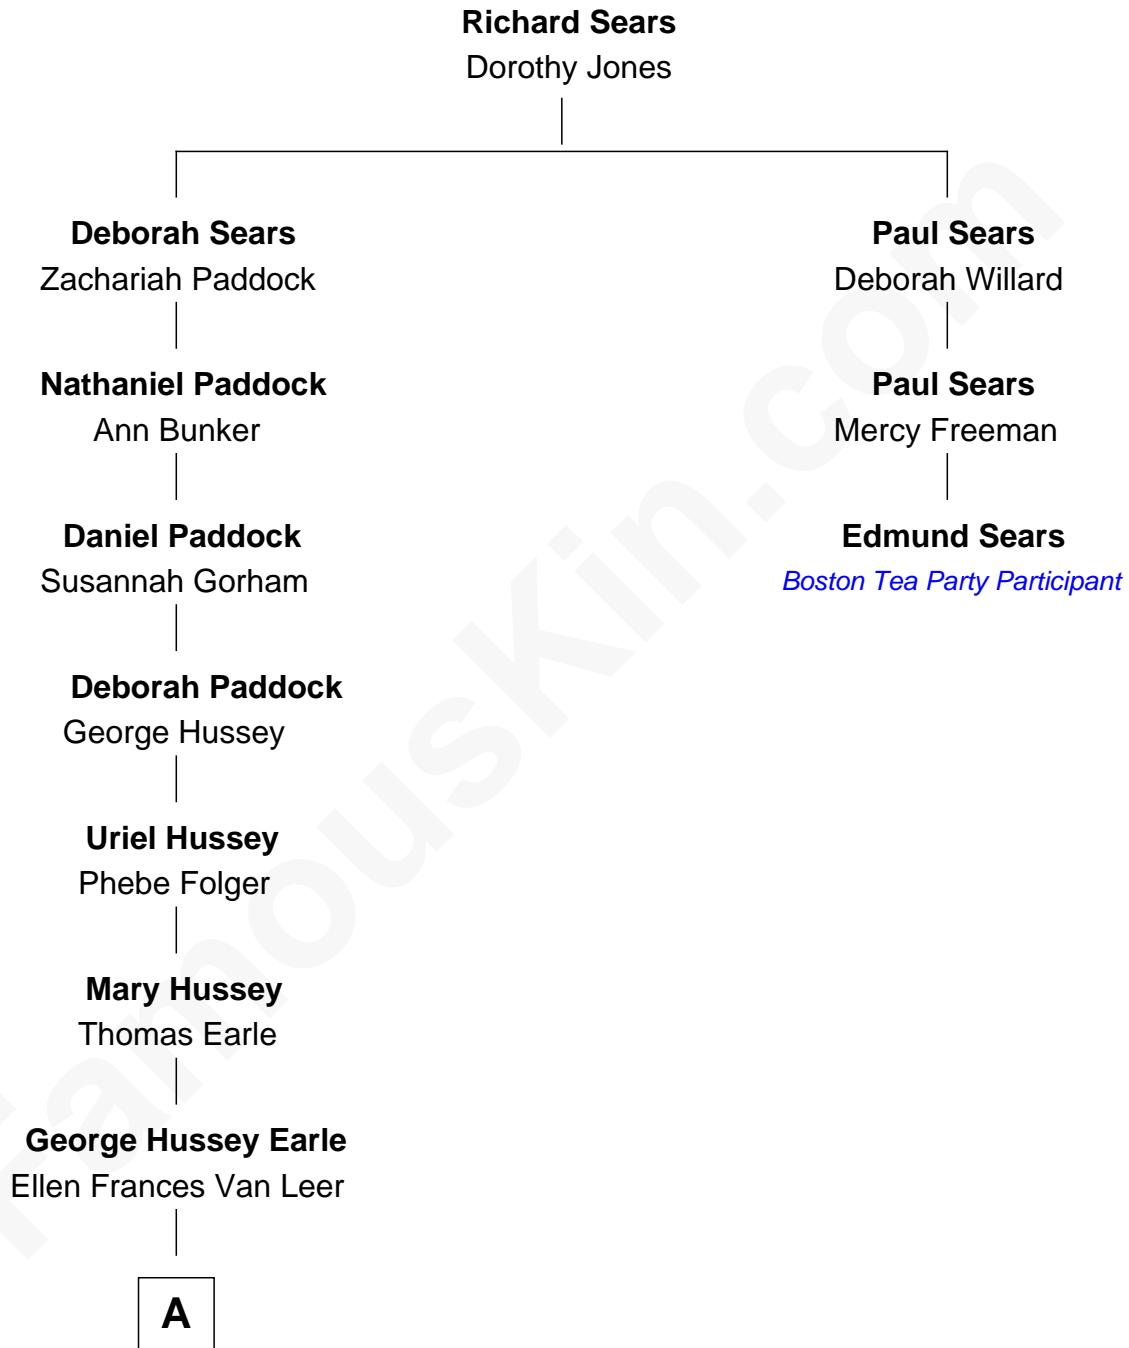 Richard Sears
Dorothy Jones
Deborah Sears
Zachariah Paddock
Paul Sears
Deborah Willard
Nathaniel Paddock
Ann Bunker
Paul Sears
Mercy Freeman
Daniel Paddock
Susannah Gorham
Edmund Sears
Boston Tea Party Participant
Deborah Paddock
George Hussey
Uriel Hussey
Phebe Folger
Mary Hussey
Thomas Earle
George Hussey Earle
Ellen Frances Van Leer
A
FamousKin.com